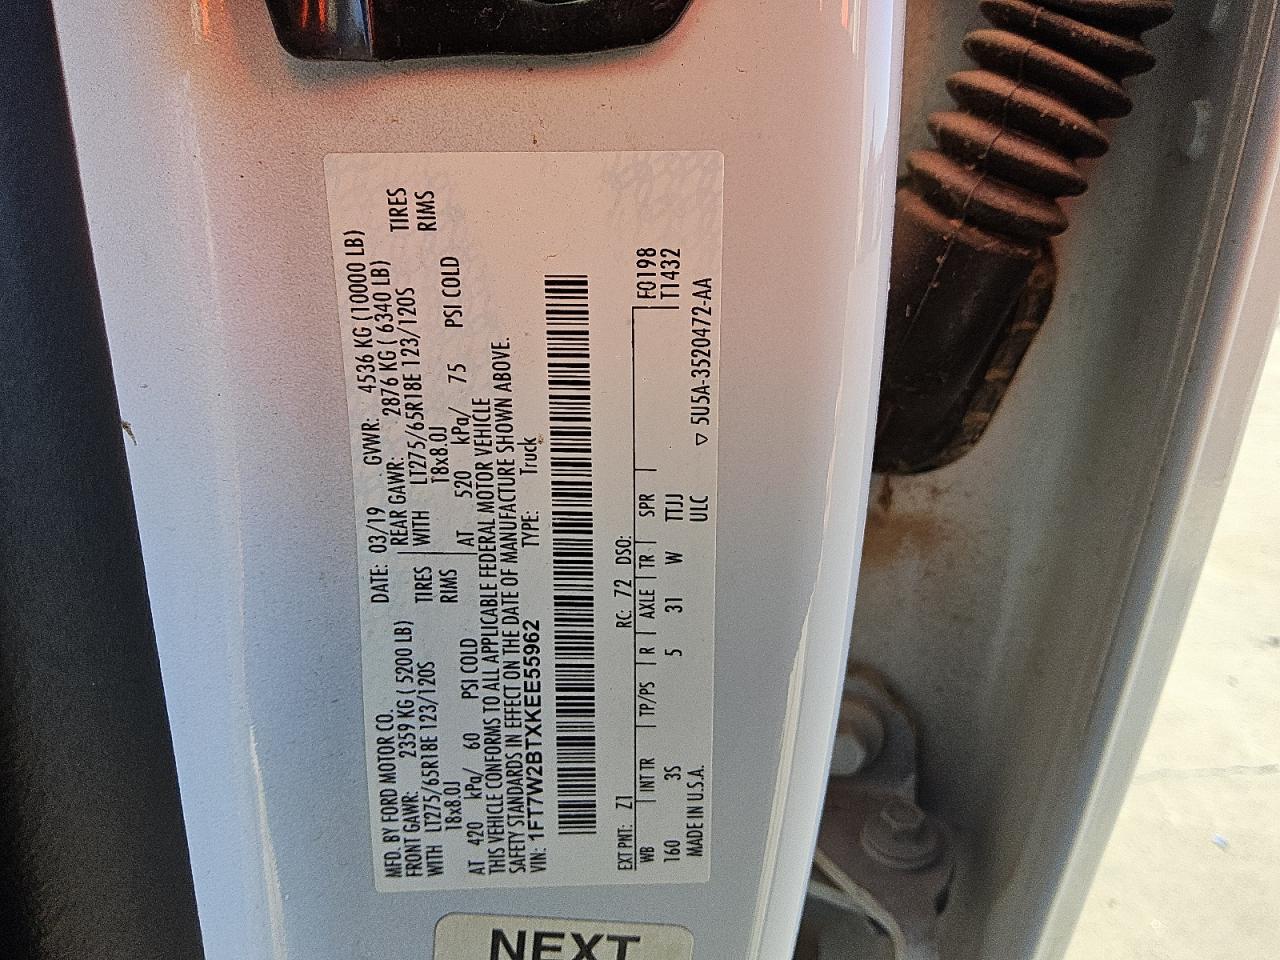 MFD. BY FORD MOTOR CO.
DATE: 03/19 GVWR: 4536 KG (10000 LB)
FRONT GAWR: 2359 KG ( 5200 LB)
REAR GAWR: 2876 KG ( 6340 LB)
WITH LT275/65R18E 123/120S TIRES
WITH LT275/65R18E 123/120S TIRES
18x8.0J RIMS
18x8.0J RIMS
AT 420 kPa/ 60 PSI COLD
AT 520 kPa/ 75 PSI COLD
THIS VEHICLE CONFORMS TO ALL APPLICABLE FEDERAL MOTOR VEHICLE
SAFETY STANDARDS IN EFFECT ON THE DATE OF MANUFACTURE SHOWN ABOVE.
VIN: 1FT7W2BTXKEE55962 TYPE: Truck
EXT PNT: Z1 RC: 72 DSO:
WB INT TR TP/PS R AXLE TR SPR F0198
160 3S 5 31 W TTJJ T1432
MADE IN U.S.A. ULC ▽ 5U5A-3520472-AA
NEXT